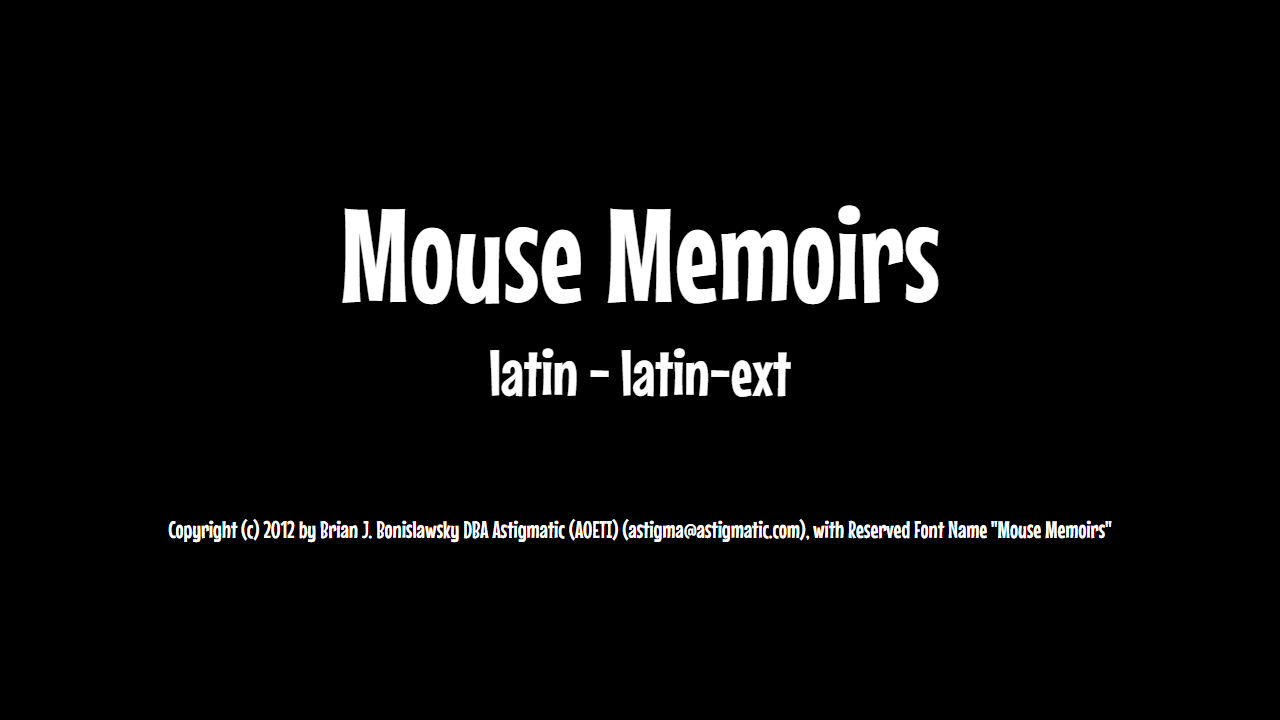 Mouse Memoirs
latin - latin-ext
Copyright (c) 2012 by Brian J. Bonislawsky DBA Astigmatic (AOETI) (astigma@astigmatic.com), with Reserved Font Name "Mouse Memoirs"